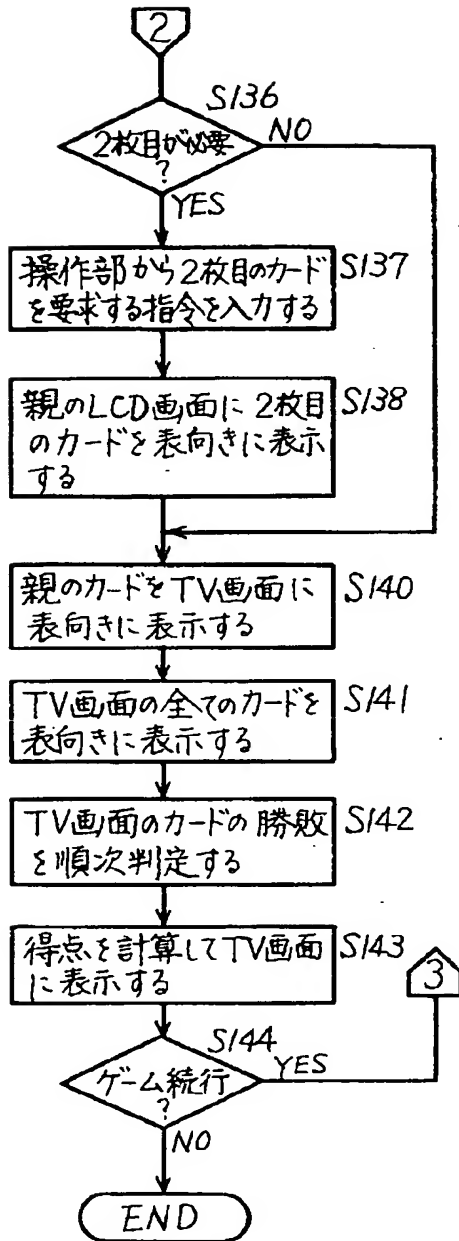 2
S136
2枚目が必要
?
NO
YES
操作部から2枚目のカード
を要求する指令を入力する
S137
親のLCD画面に2枚目
のカードを表向きに表示
する
S138
親のカードをTV画面に
表向きに表示する
S140
TV画面の全てのカードを
表向きに表示する
S141
TV画面のカードの勝敗
を順次判定する
S142
得点を計算してTV画面
に表示する
S143
3
S144
ゲーム続行
?
YES
NO
END